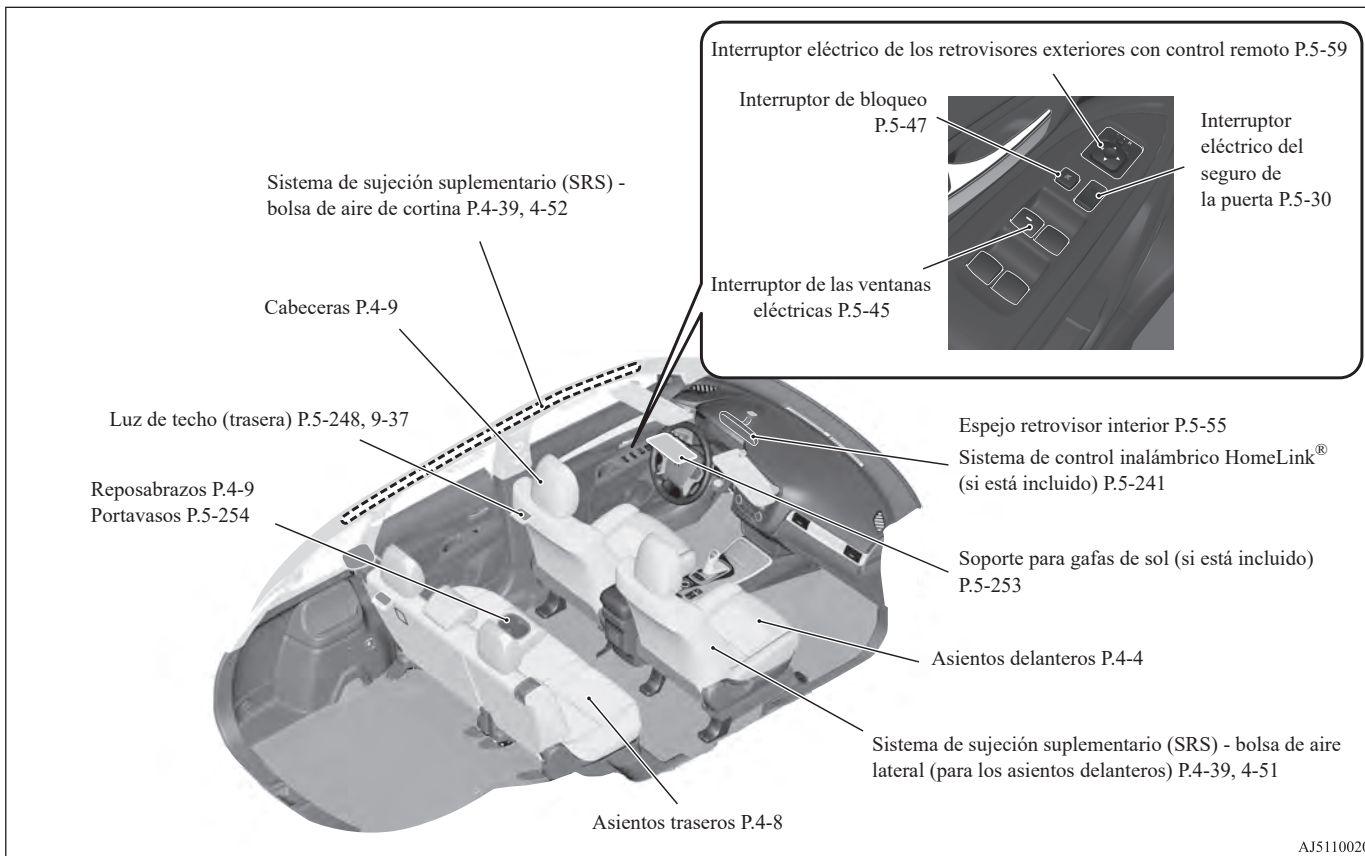 Interruptor eléctrico de los retrovisores exteriores con control remoto P.5-59
Interruptor de bloqueo
P.5-47
Interruptor
eléctrico del
seguro de
la puerta P.5-30
Interruptor de las ventanas
eléctricas P.5-45
Sistema de sujeción suplementario (SRS) -
bolsa de aire de cortina P.4-39, 4-52
Cabeceras P.4-9
Luz de techo (trasera) P.5-248, 9-37
Reposabrazos P.4-9
Portavasos P.5-254
Espejo retrovisor interior P.5-55
Sistema de control inalámbrico HomeLink®
(si está incluido) P.5-241
Soporte para gafas de sol (si está incluido)
P.5-253
Asientos delanteros P.4-4
Sistema de sujeción suplementario (SRS) - bolsa de aire
lateral (para los asientos delanteros) P.4-39, 4-51
Asientos traseros P.4-8